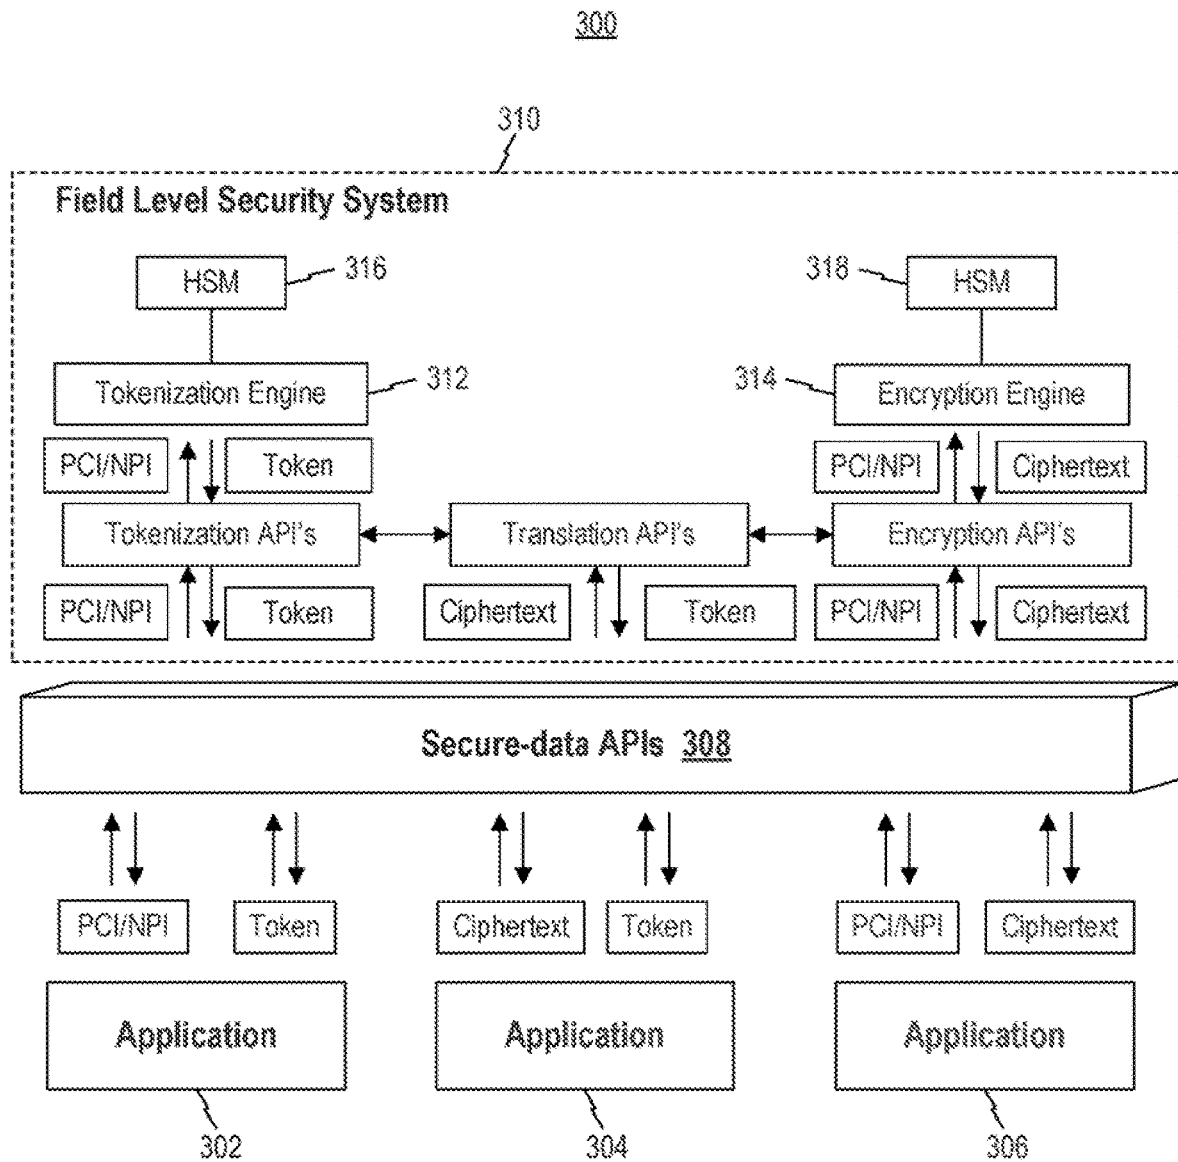 300
310
Field Level Security System
HSM 316 318 HSM
Tokenization Engine 312 314 Encryption Engine
PCI/NPI Token PCI/NPI Ciphertext
Tokenization API's Translation API's Encryption API's
PCI/NPI Token Ciphertext Token PCI/NPI Ciphertext
Secure-data APIs 308
PCI/NPI Token Ciphertext Token PCI/NPI Ciphertext
Application Application Application
302 304 306